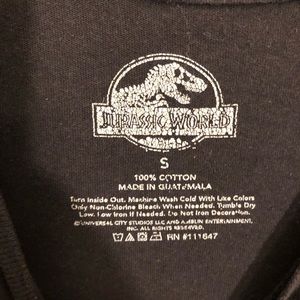 JURASSIC WORLD
S
100% COTTON
MADE IN GUATEMALA
Turn Inside Out. Machine Wash Cold With Like Colors
Only Non-Chlorine Bleach When Needed. Tumble Dry
Low. Iron If Needed. Do Not Iron Decoration.
©UNIVERSAL CITY STUDIOS LLC AND AMBLIN ENTERTAINMENT,
INC. ALL RIGHTS RESERVED.
RN #111647